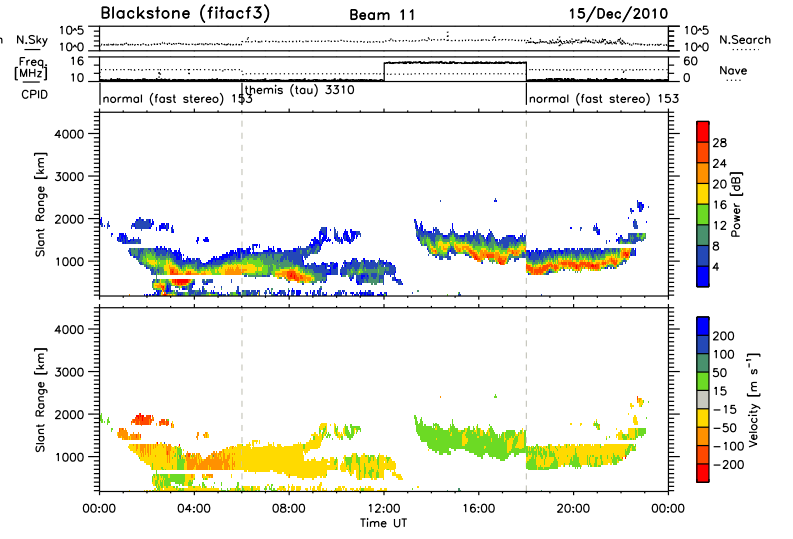 Blackstone (fitacf3) Beam 11 15/Dec/2010
n N.Sky 10^5 10^5 N.Search
10^0 10^0
Freq. 16 60 Nave
[MHz] 10 0
CPID normal (fast stereo) 153 themis (tau) 3310 normal (fast stereo) 153
Slant Range [km]
4000
3000
2000
1000
28
24
20
16
12
8
4
Power [dB]
Slant Range [km]
4000
3000
2000
1000
200
100
50
15
-15
-50
-100
-200
Velocity [m s^-1]
00:00 04:00 08:00 12:00 16:00 20:00 00:00
Time UT